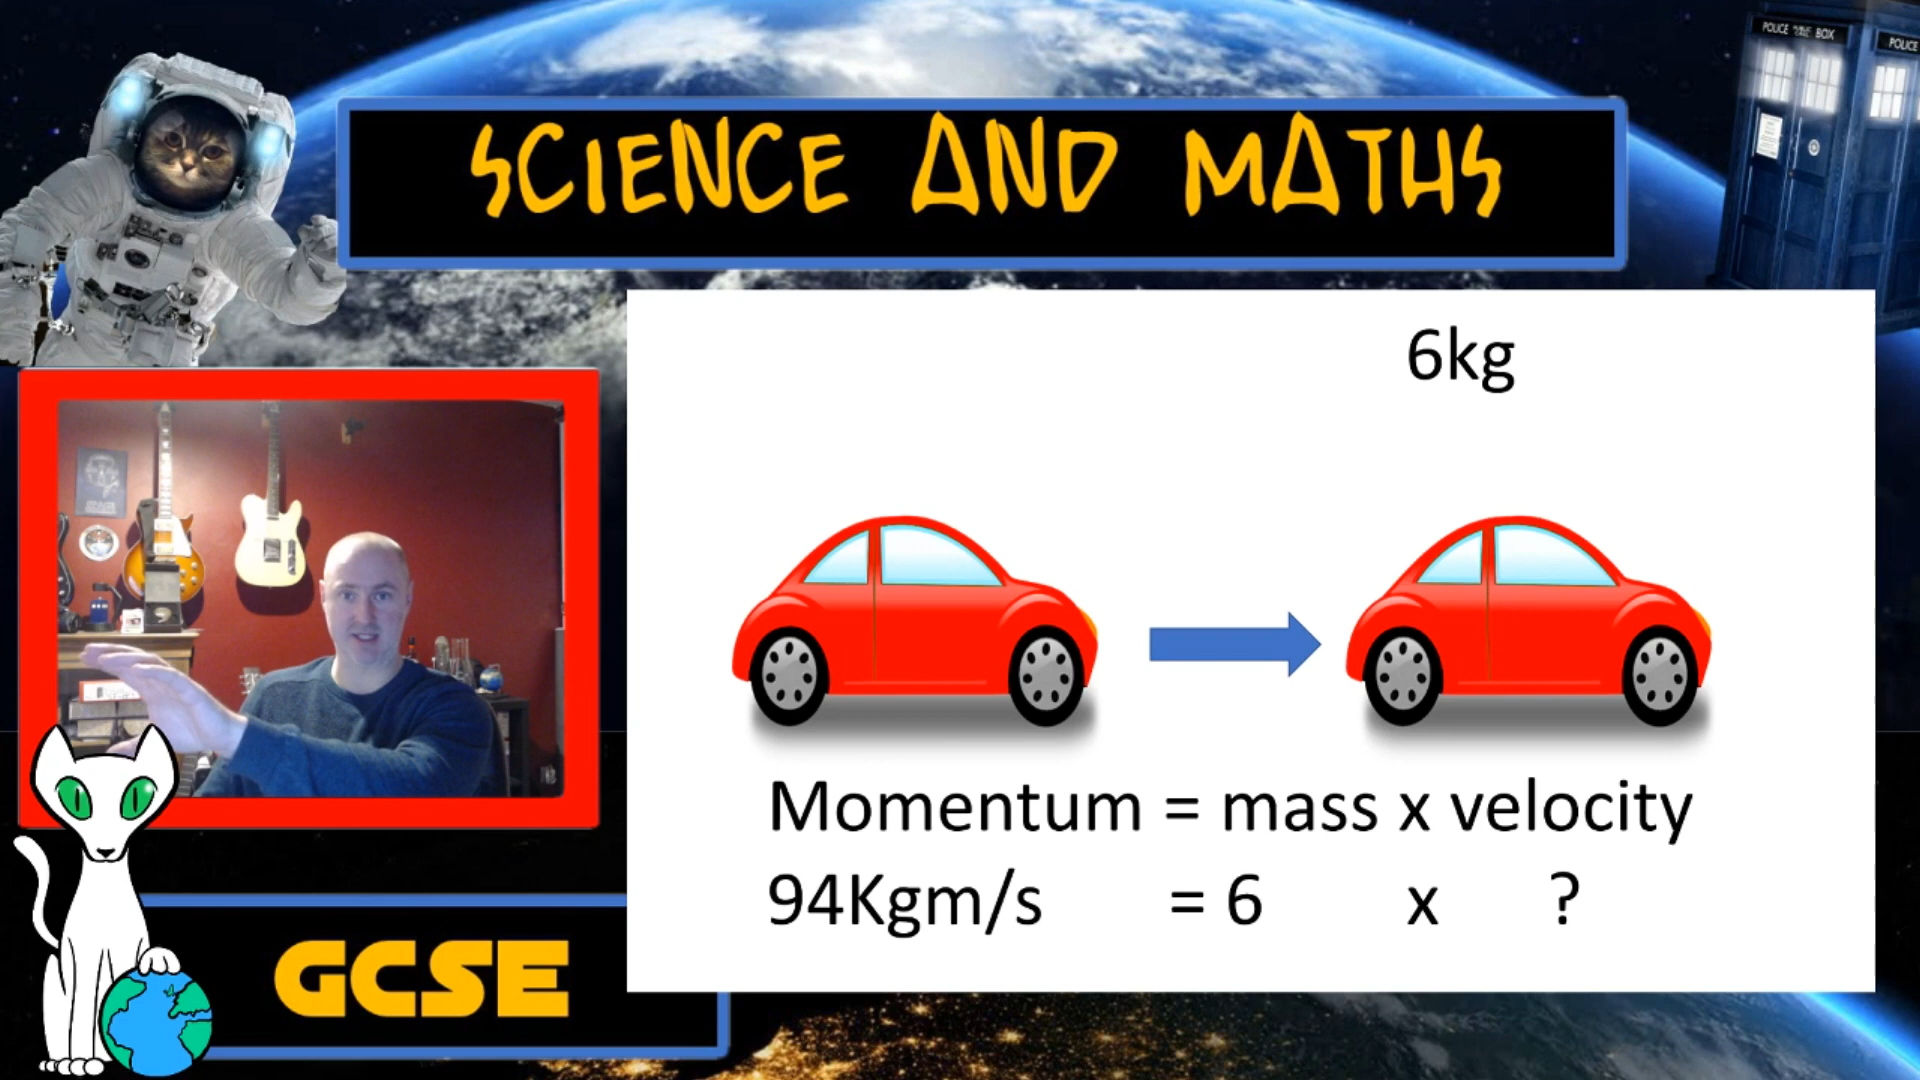 POLICE BOX
POLICE
SCIENCE AND MATHS
6kg
Momentum = mass x velocity
94Kgm/s = 6 x ?
GCSE